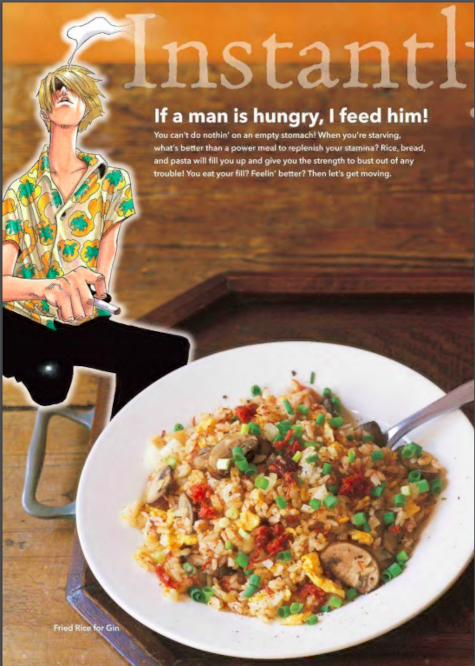 Instantl
If a man is hungry, I feed him!
You can't do nothin' on an empty stomach! When you're starving,
what's better than a power meal to replenish your stamina? Rice, bread,
and pasta will fill you up and give you the strength to bust out of any
trouble! You eat your fill? Feelin' better? Then let's get moving.
Fried Rice for Gin